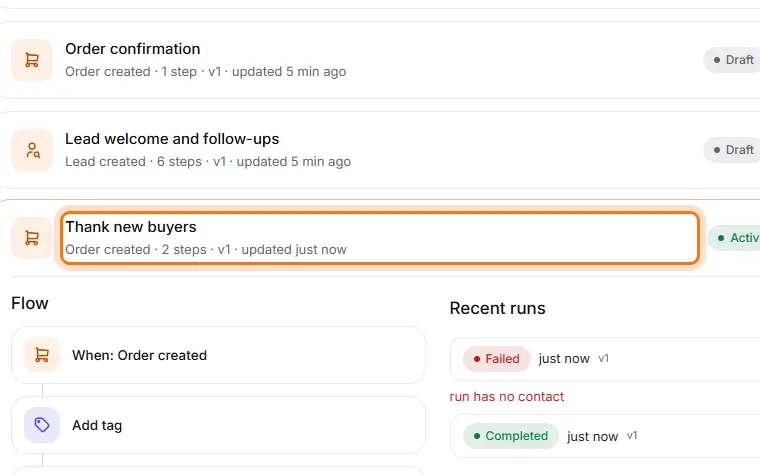 Order confirmation
Order created · 1 step · v1 · updated 5 min ago
Draft
Lead welcome and follow-ups
Lead created · 6 steps · v1 · updated 5 min ago
Draft
Thank new buyers
Order created · 2 steps · v1 · updated just now
Activ
Flow
When: Order created
Add tag
Recent runs
Failed just now v1
run has no contact
Completed just now v1